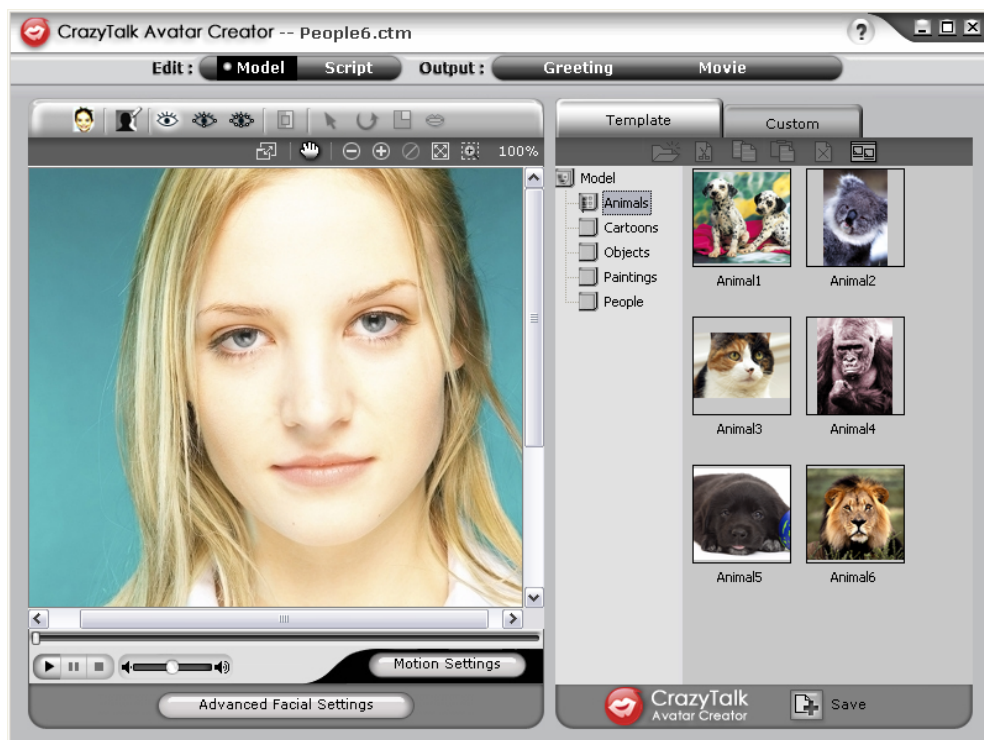 CrazyTalk Avatar Creator -- People6.ctm
?
Edit : Model Script Output : Greeting Movie
Template
Custom
100%
Model
Animals
Cartoons
Objects
Paintings
People
Animal1
Animal2
Animal3
Animal4
Animal5
Animal6
Motion Settings
Advanced Facial Settings
CrazyTalk
Avatar Creator
Save